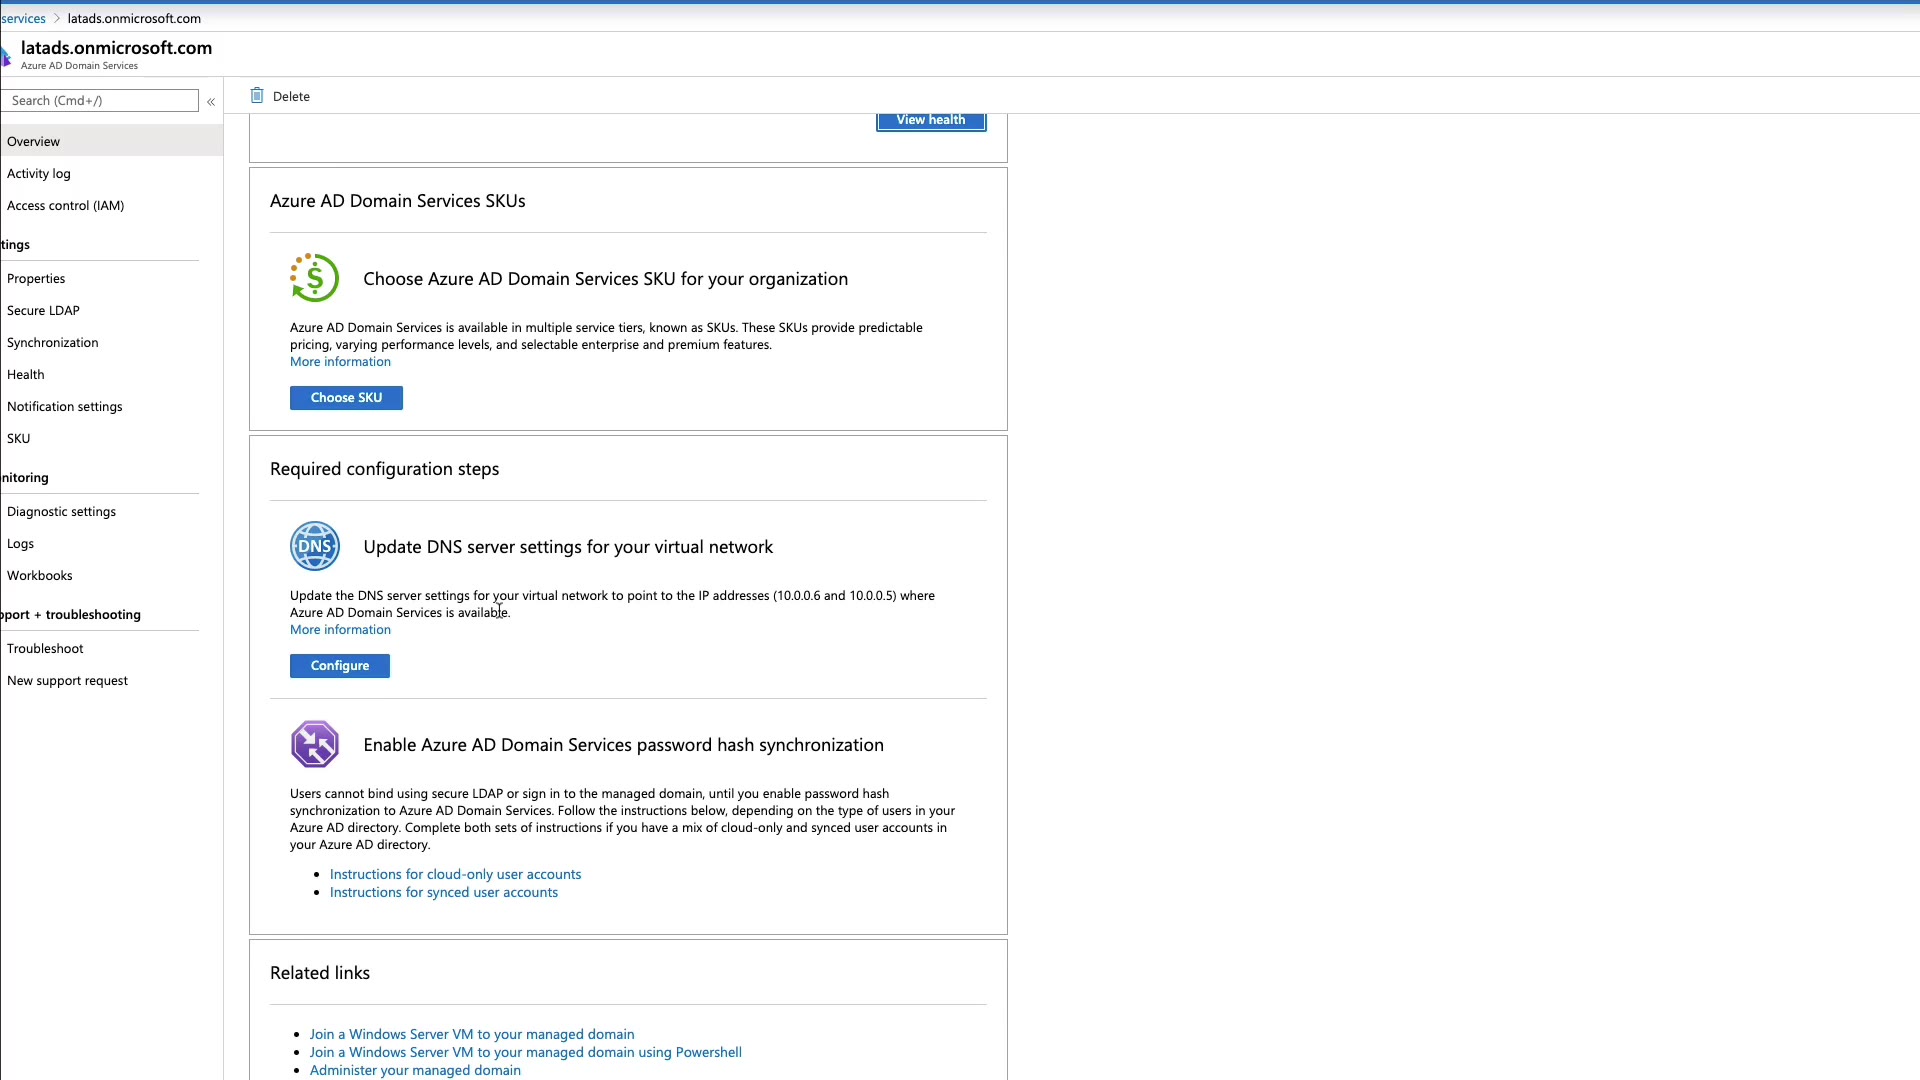 services > latads.onmicrosoft.com
latads.onmicrosoft.com
Azure AD Domain Services
Search (Cmd+/)
«
Delete
Overview
Activity log
Access control (IAM)
tings
Properties
Secure LDAP
Synchronization
Health
Notification settings
SKU
nitoring
Diagnostic settings
Logs
Workbooks
pport + troubleshooting
Troubleshoot
New support request
View health
Azure AD Domain Services SKUs
Choose Azure AD Domain Services SKU for your organization
Azure AD Domain Services is available in multiple service tiers, known as SKUs. These SKUs provide predictable
pricing, varying performance levels, and selectable enterprise and premium features.
More information
Choose SKU
Required configuration steps
DNS
Update DNS server settings for your virtual network
Update the DNS server settings for your virtual network to point to the IP addresses (10.0.0.6 and 10.0.0.5) where
Azure AD Domain Services is available.
More information
Configure
Enable Azure AD Domain Services password hash synchronization
Users cannot bind using secure LDAP or sign in to the managed domain, until you enable password hash
synchronization to Azure AD Domain Services. Follow the instructions below, depending on the type of users in your
Azure AD directory. Complete both sets of instructions if you have a mix of cloud-only and synced user accounts in
your Azure AD directory.
• Instructions for cloud-only user accounts
• Instructions for synced user accounts
Related links
• Join a Windows Server VM to your managed domain
• Join a Windows Server VM to your managed domain using Powershell
• Administer your managed domain